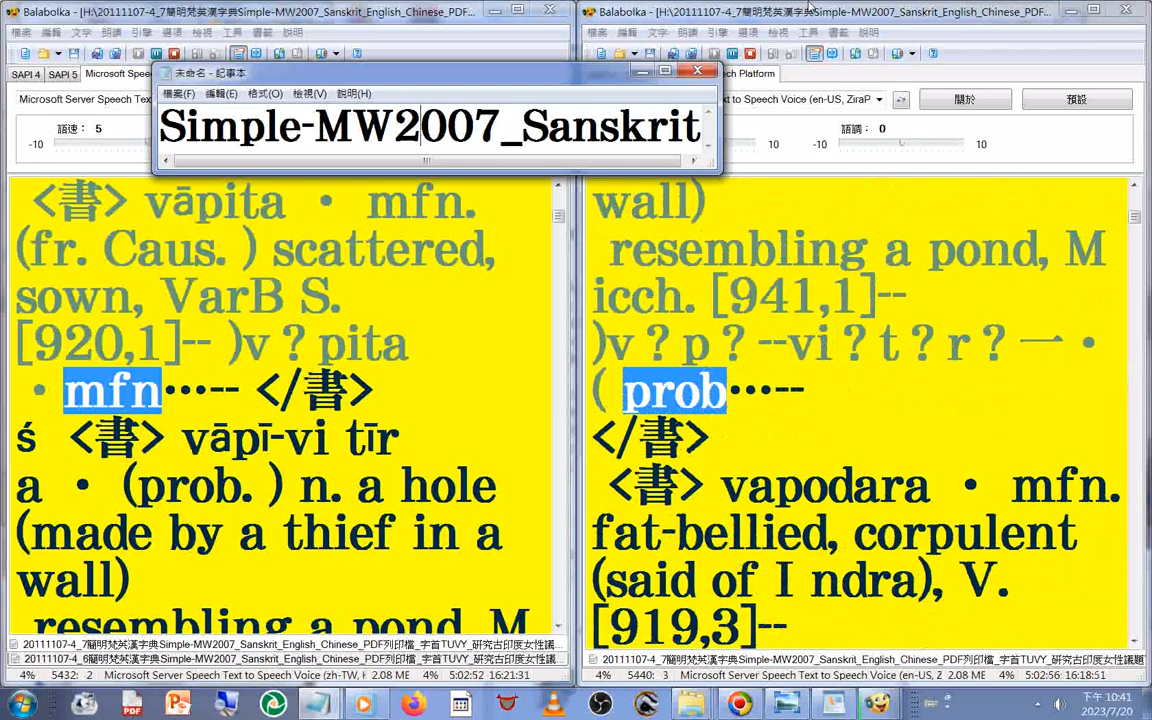 Balabolka - [H:\20111107-4_7簡明梵英漢字典Simple-MW2007_Sanskrit_English_Chinese_PDF...
檔案 編輯 文字 朗讀 引擎 選項 檢視 工具 書籤 說明
SAPI 4 SAPI 5 Microsoft Spee
Microsoft Server Speech Text
語速： 5
-10
<書> vāpita ・ mfn.
(fr. Caus. ) scattered,
sown, VarB S.
[920,1]-- )v？pita
・ mfn…-- </書>
ś <書> vāpī-vi tīr
a ・ (prob. ) n. a hole
(made by a thief in a
wall)
resembling a pond, M
20111107-4_7簡明梵英漢字典Simple-MW2007_Sanskrit_English_Chinese_PDF列印檔_字首TUVY_研究古印度女性議...
20111107-4_6簡明梵英漢字典Simple-MW2007_Sanskrit_English_Chinese_PDF列印檔_字首TUVY_研究古印度女性議...
4% 5432: 2 Microsoft Server Speech Text to Speech Voice (zh-TW, H 2.08 MB 4% 5:02:52 16:21:31
未命名 - 記事本
檔案(F) 編輯(E) 格式(O) 檢視(V) 說明(H)
Simple-MW2007_Sanskrit
Balabolka - [H:\20111107-4_7簡明梵英漢字典Simple-MW2007_Sanskrit_English_Chinese_PDF...
檔案 編輯 文字 朗讀 引擎 選項 檢視 工具 書籤 說明
ech Platform
t to Speech Voice (en-US, ZiraP 關於 預設
語調： 0
10 -10 10
wall)
resembling a pond, M
icch. [941,1]--
)v？p？--vi？t？r？一・
( prob…--
</書>
<書> vapodara ・ mfn.
fat-bellied, corpulent
(said of I ndra), V.
[919,3]--
20111107-4_7簡明梵英漢字典Simple-MW2007_Sanskrit_English_Chinese_PDF列印檔_字首TUVY_研究古印度女性議題
4% 5440: 3 Microsoft Server Speech Text to Speech Voice (en-US, Z 2.08 MB 4% 5:02:56 16:18:51
下午 10:41
2023/7/20